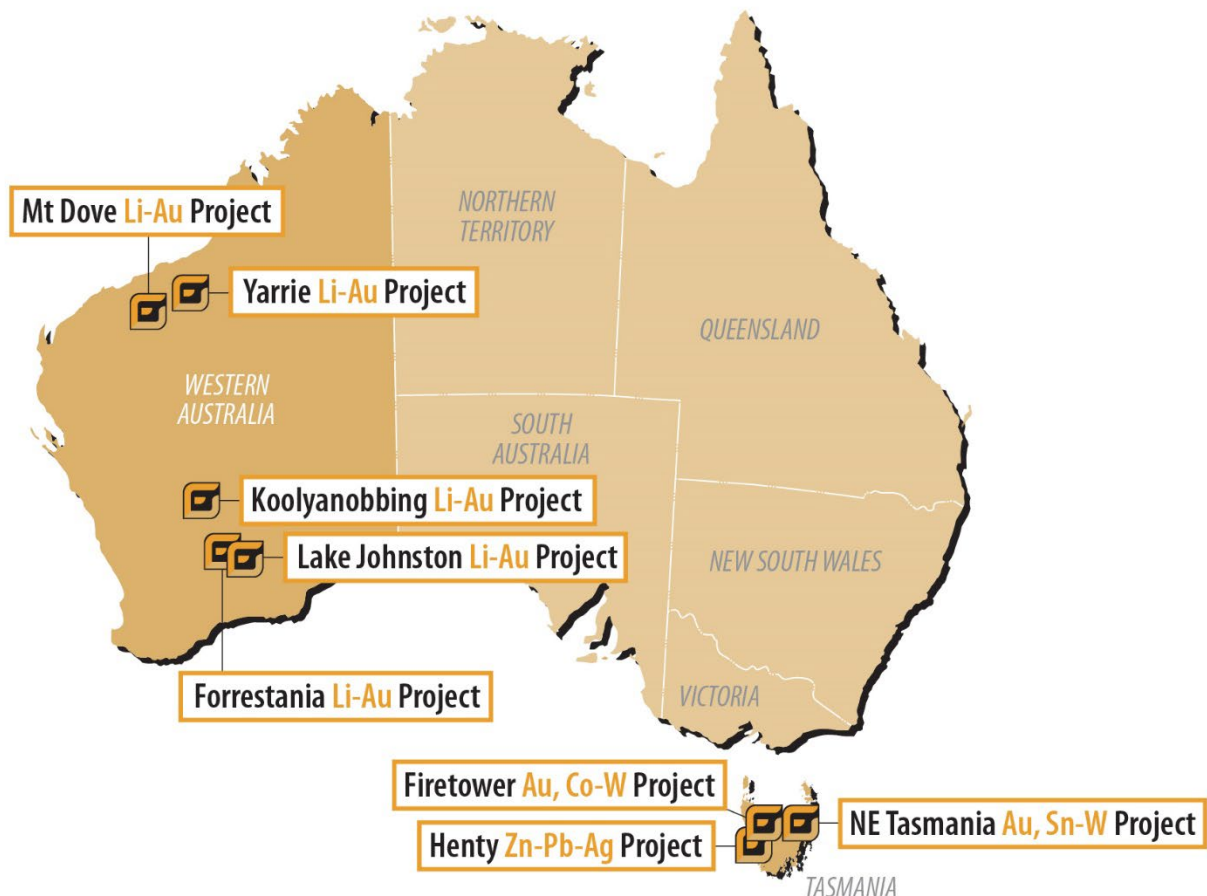 NORTHERN
TERRITORY
Mt Dove Li-Au Project
Yarrie Li-Au Project
QUEENSLAND
WESTERN
AUSTRALIA
SOUTH
AUSTRALIA
Koolyanobbing Li-Au Project
Lake Johnston Li-Au Project
NEW SOUTH WALES
Forrestania Li-Au Project
VICTORIA
Firetower Au, Co-W Project
NE Tasmania Au, Sn-W Project
Henty Zn-Pb-Ag Project
TASMANIA